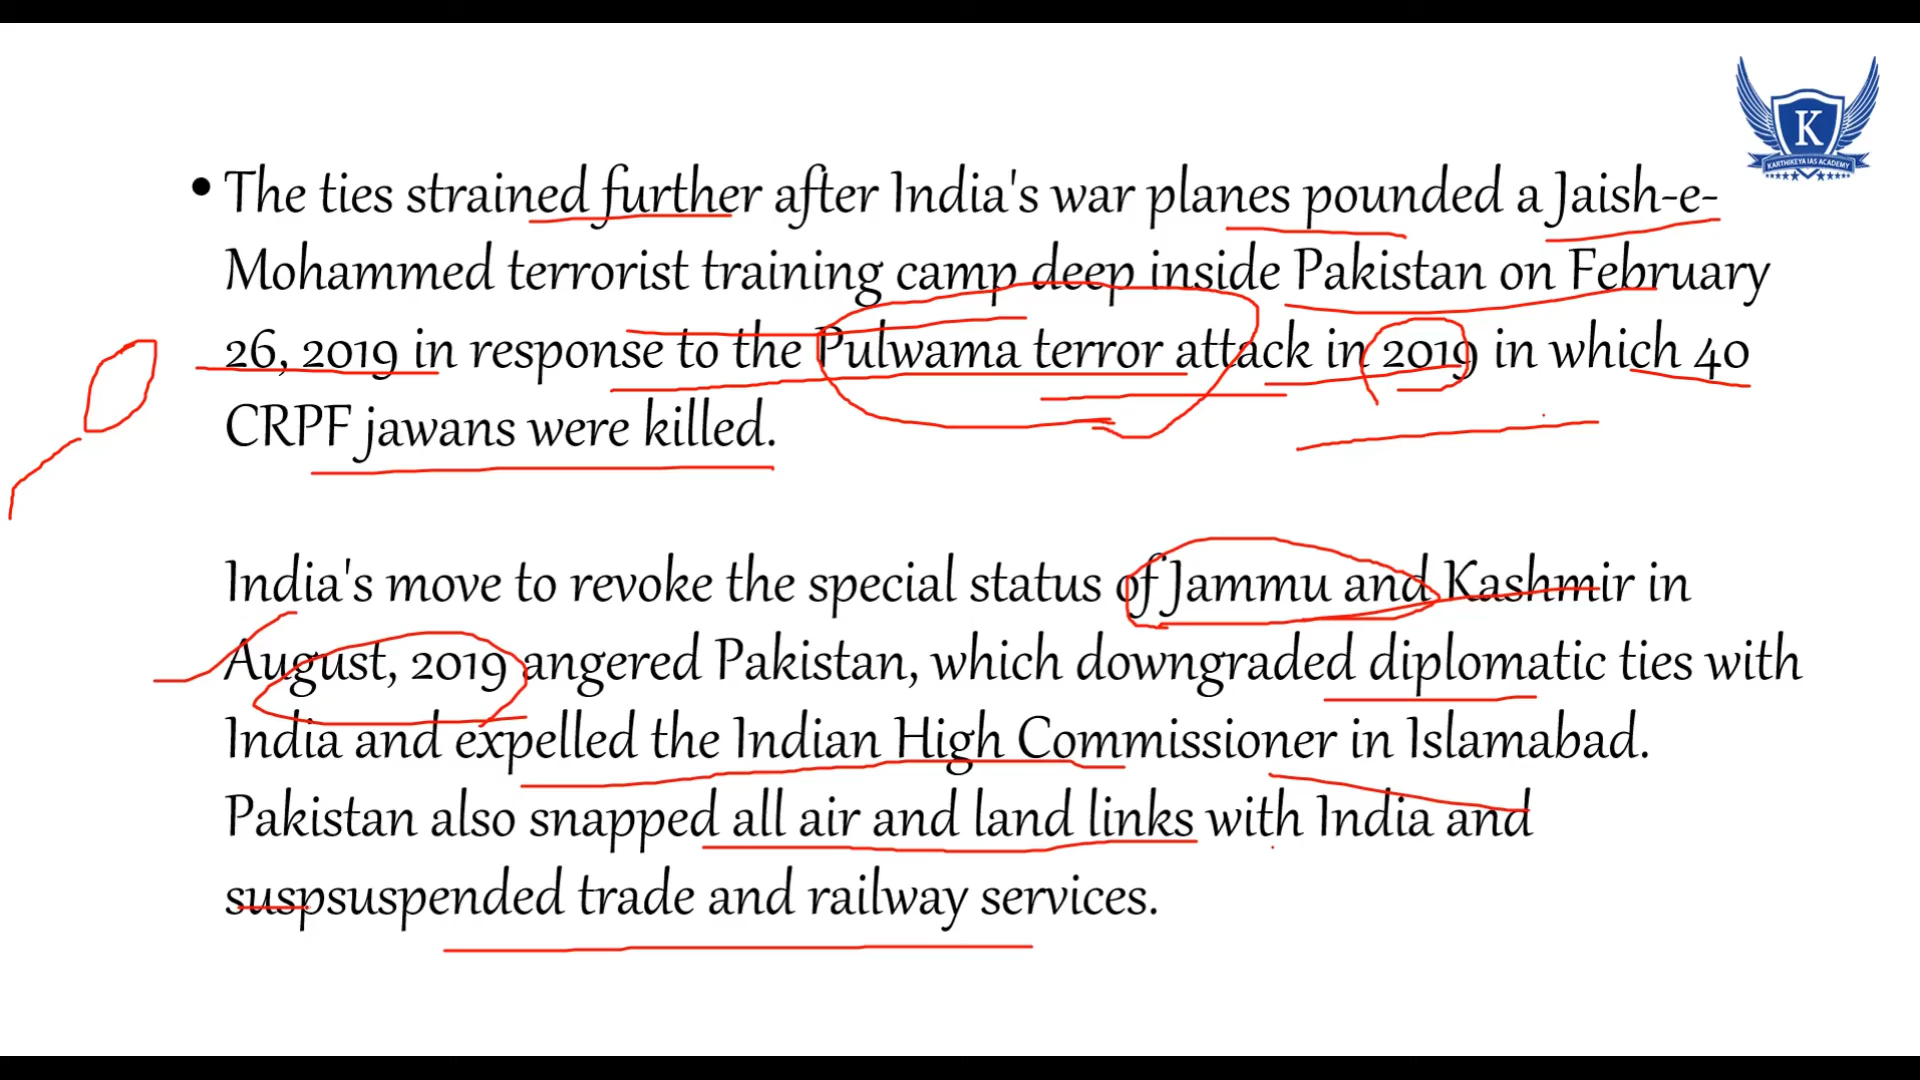 K
KARTHIKEYA IAS ACADEMY
• The ties strained further after India's war planes pounded a Jaish-e-
Mohammed terrorist training camp deep inside Pakistan on February
26, 2019 in response to the Pulwama terror attack in 2019 in which 40
CRPF jawans were killed.
India's move to revoke the special status of Jammu and Kashmir in
August, 2019 angered Pakistan, which downgraded diplomatic ties with
India and expelled the Indian High Commissioner in Islamabad.
Pakistan also snapped all air and land links with India and
suspsuspended trade and railway services.